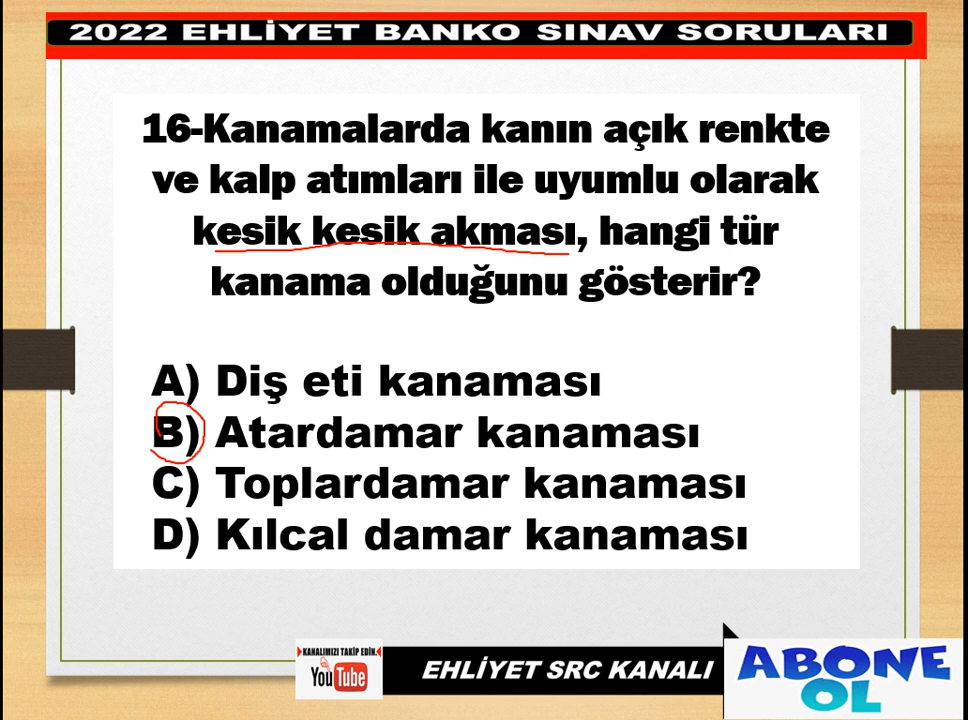 2022 EHLİYET BANKO SINAV SORULARI
16-Kanamalarda kanın açık renkte
ve kalp atımları ile uyumlu olarak
kesik kesik akması, hangi tür
kanama olduğunu gösterir?
A) Diş eti kanaması
B) Atardamar kanaması
C) Toplardamar kanaması
D) Kılcal damar kanaması
KANALIMIZI TAKİP EDİN.
YouTube
EHLİYET SRC KANALI
ABONE
OL